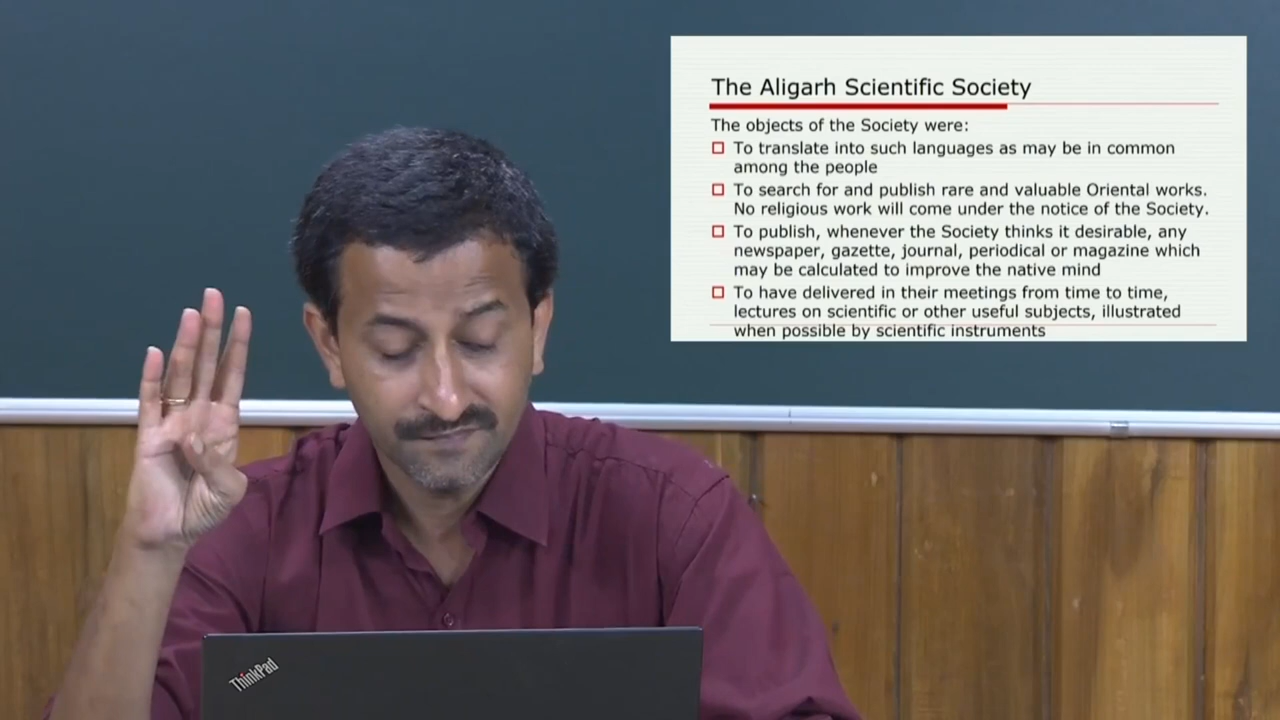 The Aligarh Scientific Society
The objects of the Society were:
To translate into such languages as may be in common
among the people
To search for and publish rare and valuable Oriental works.
No religious work will come under the notice of the Society.
To publish, whenever the Society thinks it desirable, any
newspaper, gazette, journal, periodical or magazine which
may be calculated to improve the native mind
To have delivered in their meetings from time to time,
lectures on scientific or other useful subjects, illustrated
when possible by scientific instruments
ThinkPad